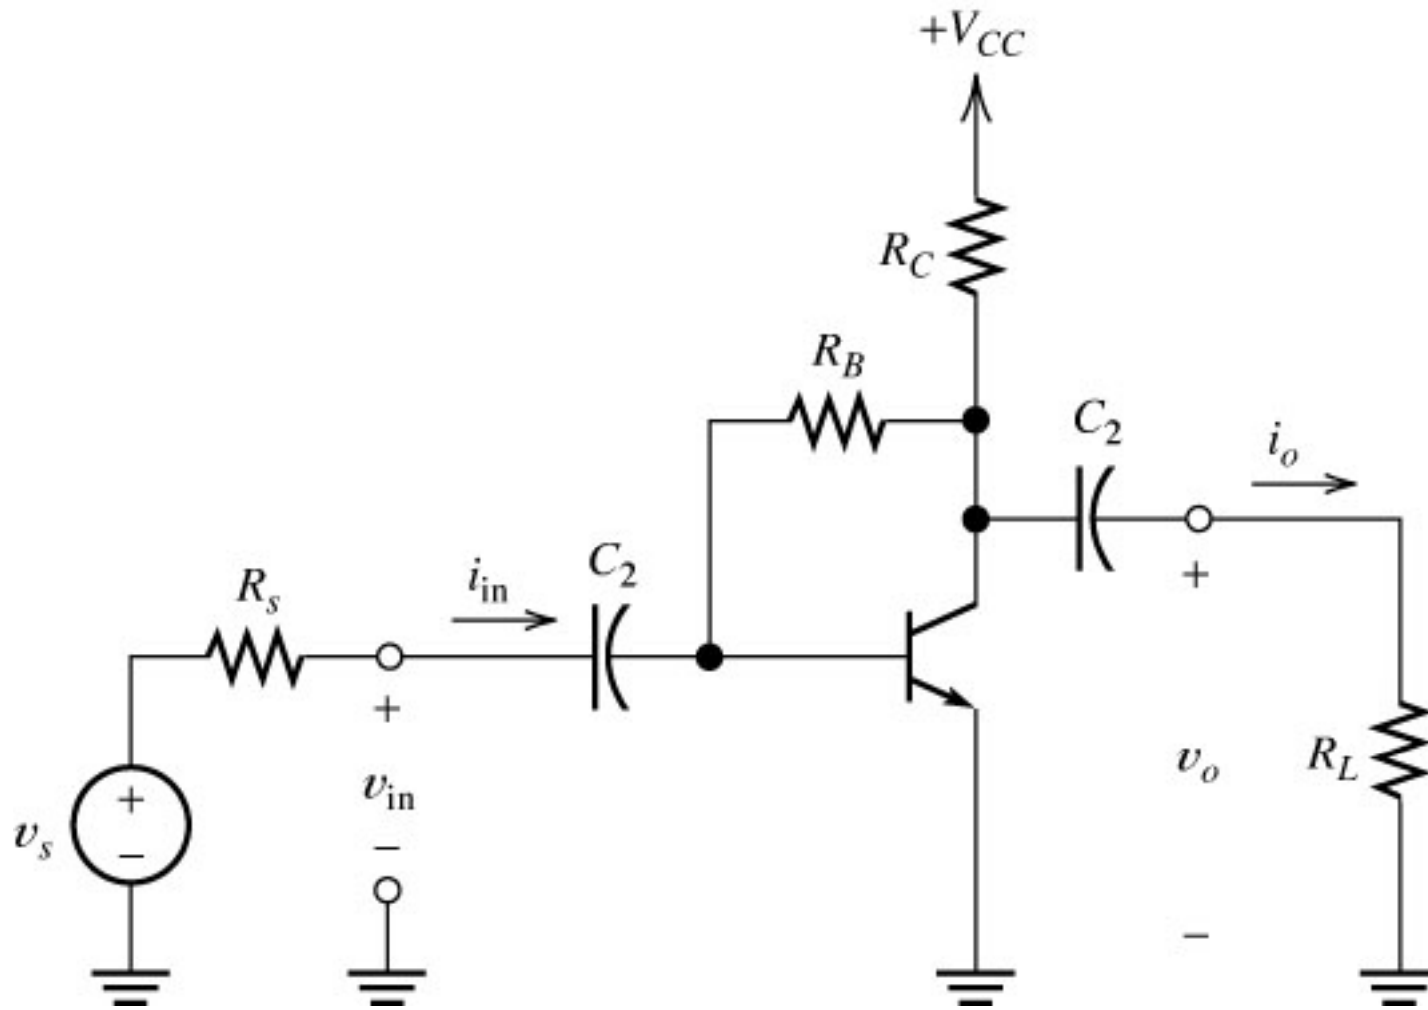 +V_CC
R_C
R_B
C_2
i_o
R_s
i_in
C_2
+
+
+
−
v_s
v_in
−
v_o
R_L
−